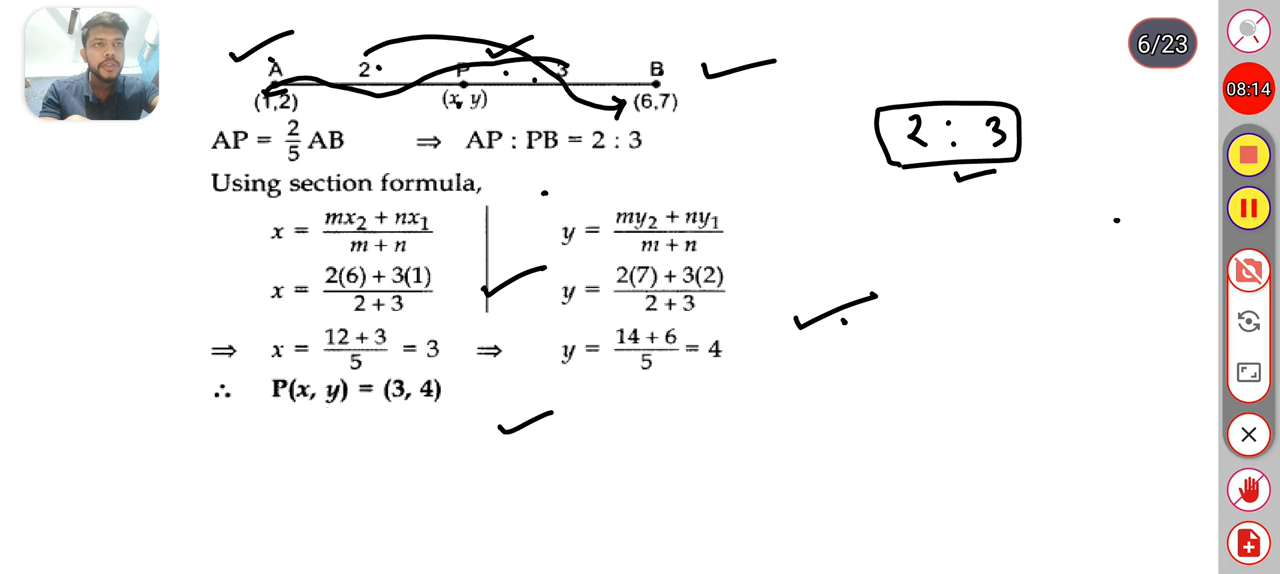 6/23
08:14
A 2 P 3 B
(1,2) (x, y) (6,7)
2 : 3
AP = 2/5 AB ⇒ AP : PB = 2 : 3
Using section formula,
x = (mx₂ + nx₁)/(m + n) y = (my₂ + ny₁)/(m + n)
x = (2(6) + 3(1))/(2 + 3) y = (2(7) + 3(2))/(2 + 3)
⇒ x = (12 + 3)/5 = 3 ⇒ y = (14 + 6)/5 = 4
∴ P(x, y) = (3, 4)